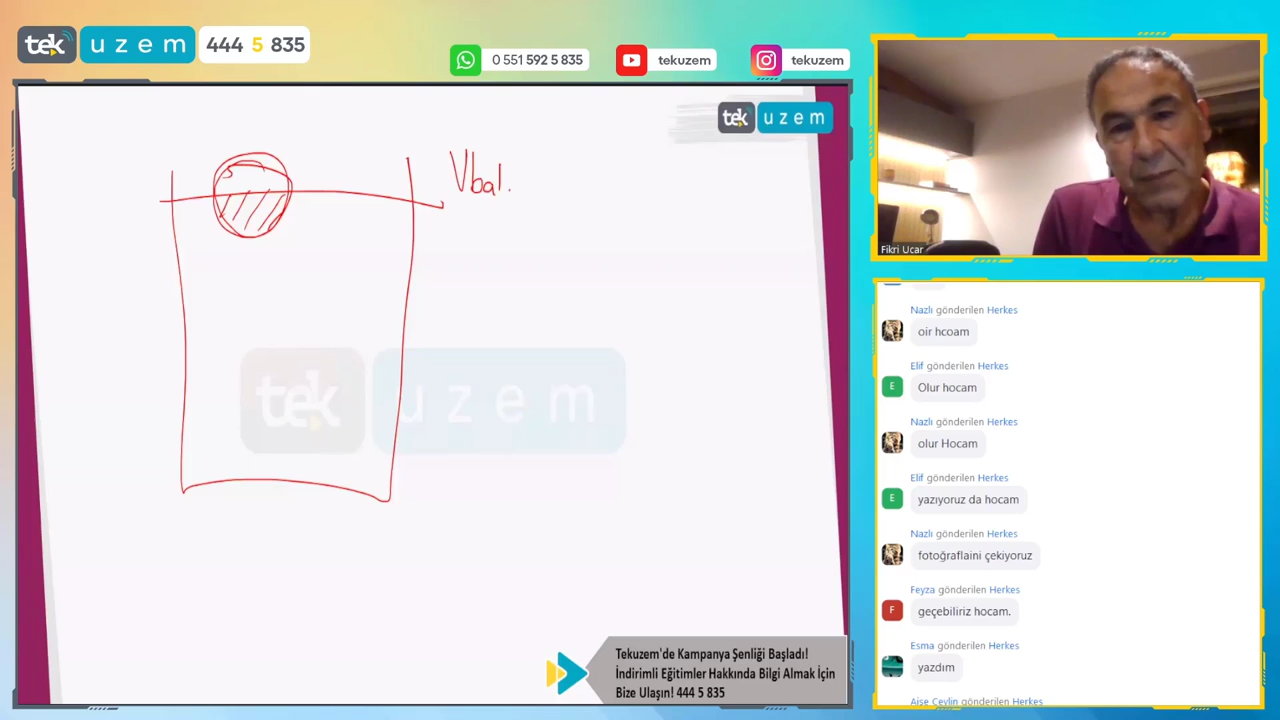 tek uzem 444 5 835
0 551 592 5 835
tekuzem
tekuzem
tek uzem
Vbal.
tek uzem
Fikri Ucar
Nazlı gönderilen Herkes
oir hcoam
Elif gönderilen Herkes
E
Olur hocam
Nazlı gönderilen Herkes
olur Hocam
Elif gönderilen Herkes
E
yazıyoruz da hocam
Nazlı gönderilen Herkes
fotoğraflaini çekiyoruz
Feyza gönderilen Herkes
F
geçebiliriz hocam.
Esma gönderilen Herkes
yazdım
Aişe Ceylin gönderilen Herkes
Tekuzem'de Kampanya Şenliği Başladı!
İndirimli Eğitimler Hakkında Bilgi Almak İçin
Bize Ulaşın! 444 5 835